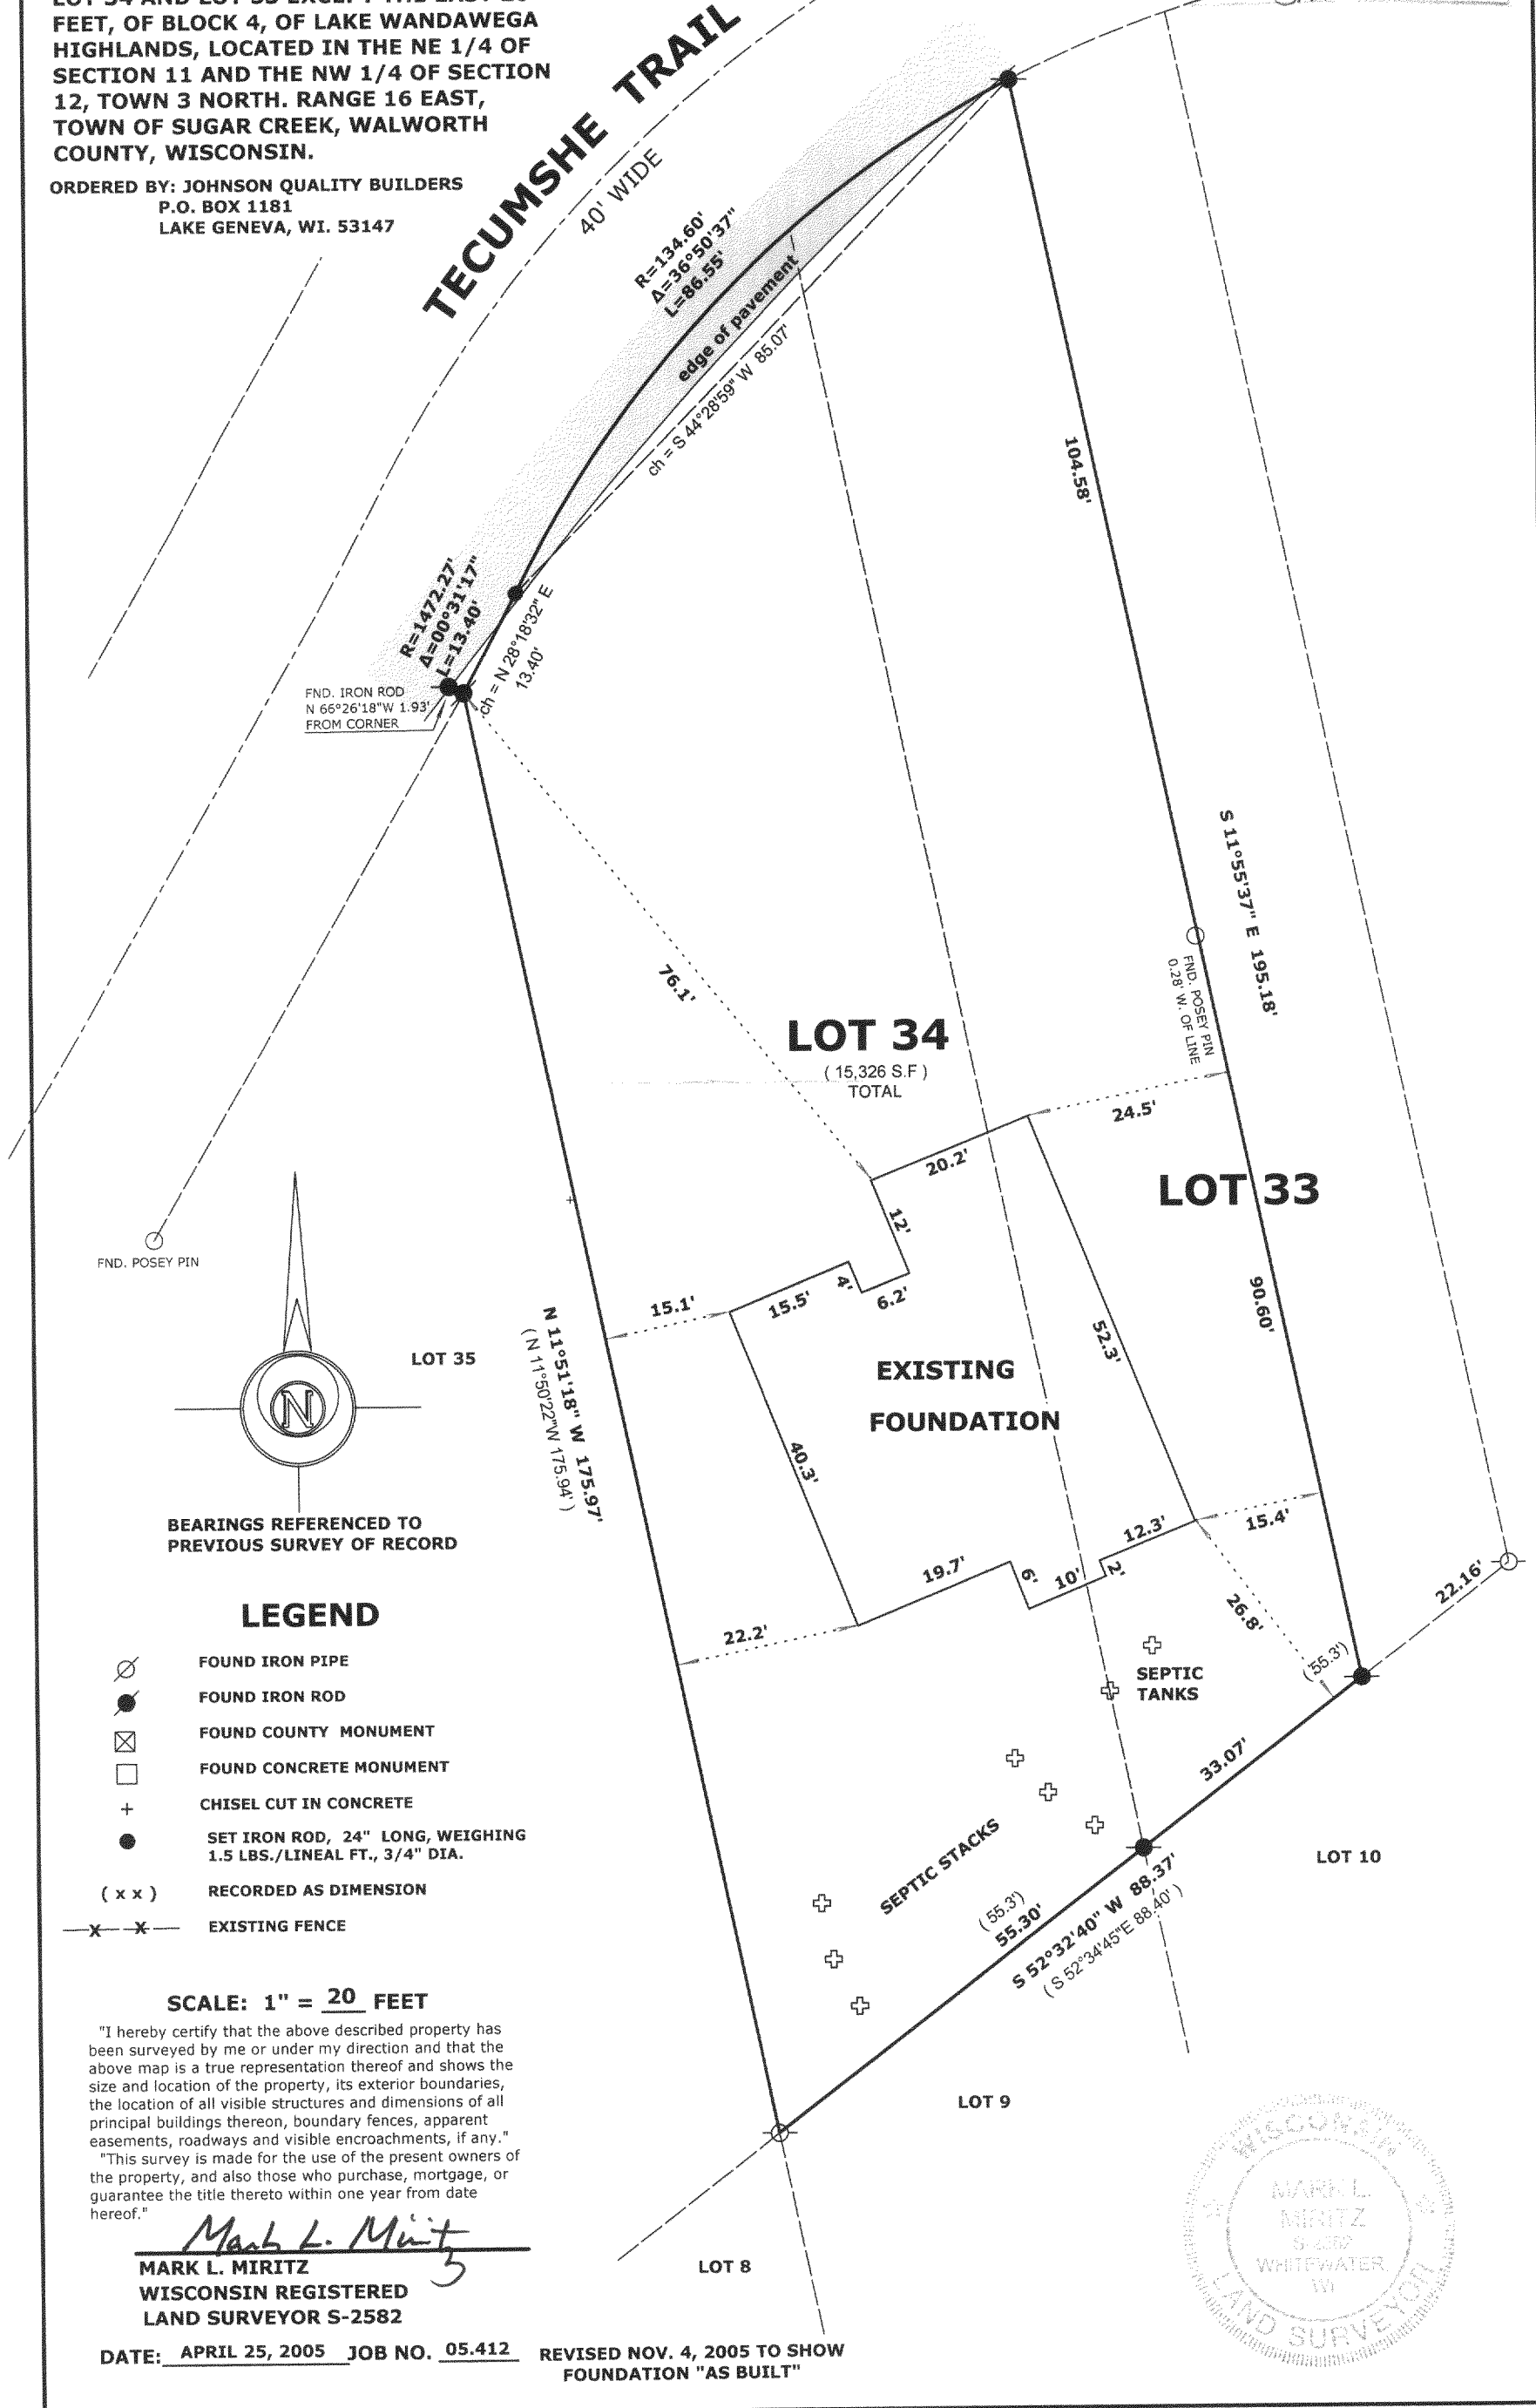 FEET, OF BLOCK 4, OF LAKE WANDAWEGA
HIGHLANDS, LOCATED IN THE NE 1/4 OF
SECTION 11 AND THE NW 1/4 OF SECTION
12, TOWN 3 NORTH. RANGE 16 EAST,
TOWN OF SUGAR CREEK, WALWORTH
COUNTY, WISCONSIN.
ORDERED BY: JOHNSON QUALITY BUILDERS
P.O. BOX 1181
LAKE GENEVA, WI. 53147
TECUMSHE TRAIL
40' WIDE
R=134.60'
Δ=36°50'37"
L=86.55'
edge of pavement
ch = S 44°28'59" W 85.07'
104.58'
R=1472.27'
Δ=00°31'17"
L=13.40'
ch = N 28°18'32" E
13.40'
FND. IRON ROD
N 66°26'18"W 1.93'
FROM CORNER
S 11°55'37" E 195.18'
FND. POSEY PIN
0.28' W. OF LINE
76.1'
LOT 34
( 15,326 S.F )
TOTAL
24.5'
20.2'
LOT 33
12'
4'
6.2'
15.5'
15.1'
FND. POSEY PIN
90.60'
52.3'
N 11°51'18" W 175.97'
( N 11°50'22"W 175.94' )
LOT 35
EXISTING
FOUNDATION
N
40.3'
BEARINGS REFERENCED TO
PREVIOUS SURVEY OF RECORD
12.3'
15.4'
19.7'
6'
10'
2'
22.16'
22.2'
26.8'
(55.3')
SEPTIC
TANKS
33.07'
LEGEND
FOUND IRON PIPE
FOUND IRON ROD
FOUND COUNTY MONUMENT
FOUND CONCRETE MONUMENT
+ CHISEL CUT IN CONCRETE
SET IRON ROD, 24" LONG, WEIGHING
1.5 LBS./LINEAL FT., 3/4" DIA.
( x x ) RECORDED AS DIMENSION
x x EXISTING FENCE
SEPTIC STACKS
LOT 10
( 55.3')
55.30'
S 52°32'40" W 88.37'
( S 52°34'45"E 88.40' )
SCALE: 1" = 20 FEET
"I hereby certify that the above described property has
been surveyed by me or under my direction and that the
above map is a true representation thereof and shows the
size and location of the property, its exterior boundaries,
the location of all visible structures and dimensions of all
principal buildings thereon, boundary fences, apparent
easements, roadways and visible encroachments, if any."
"This survey is made for the use of the present owners of
the property, and also those who purchase, mortgage, or
guarantee the title thereto within one year from date
hereof."
LOT 9
LOT 8
Mark L. Miritz
MARK L. MIRITZ
WISCONSIN REGISTERED
LAND SURVEYOR S-2582
DATE: APRIL 25, 2005 JOB NO. 05.412
REVISED NOV. 4, 2005 TO SHOW
FOUNDATION "AS BUILT"
WISCONSIN
MARK L.
MIRITZ
S-2582
WHITEWATER,
WI
LAND SURVEYOR